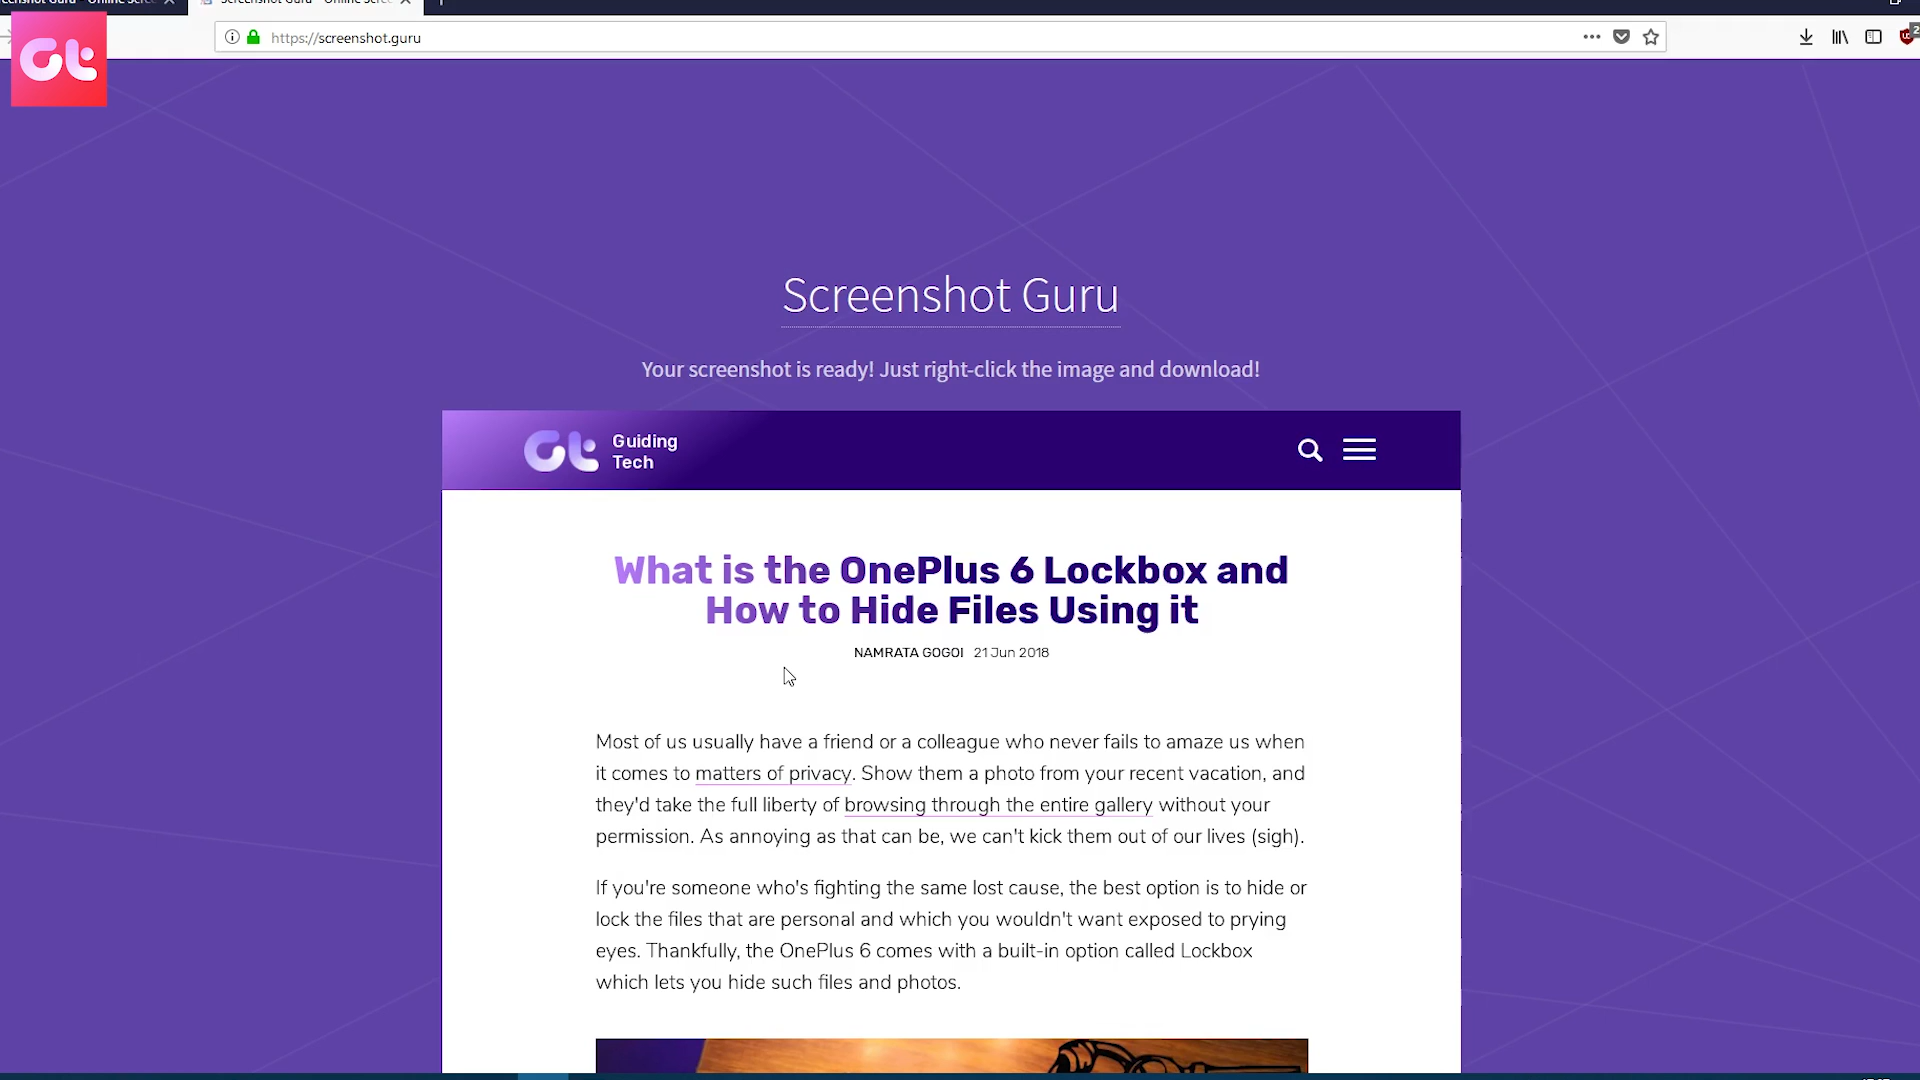 https://screenshot.guru
Gt
Screenshot Guru
Your screenshot is ready! Just right-click the image and download!
Gt Guiding
Tech
What is the OnePlus 6 Lockbox and
How to Hide Files Using it
NAMRATA GOGOI 21 Jun 2018
Most of us usually have a friend or a colleague who never fails to amaze us when
it comes to matters of privacy. Show them a photo from your recent vacation, and
they'd take the full liberty of browsing through the entire gallery without your
permission. As annoying as that can be, we can't kick them out of our lives (sigh).
If you're someone who's fighting the same lost cause, the best option is to hide or
lock the files that are personal and which you wouldn't want exposed to prying
eyes. Thankfully, the OnePlus 6 comes with a built-in option called Lockbox
which lets you hide such files and photos.